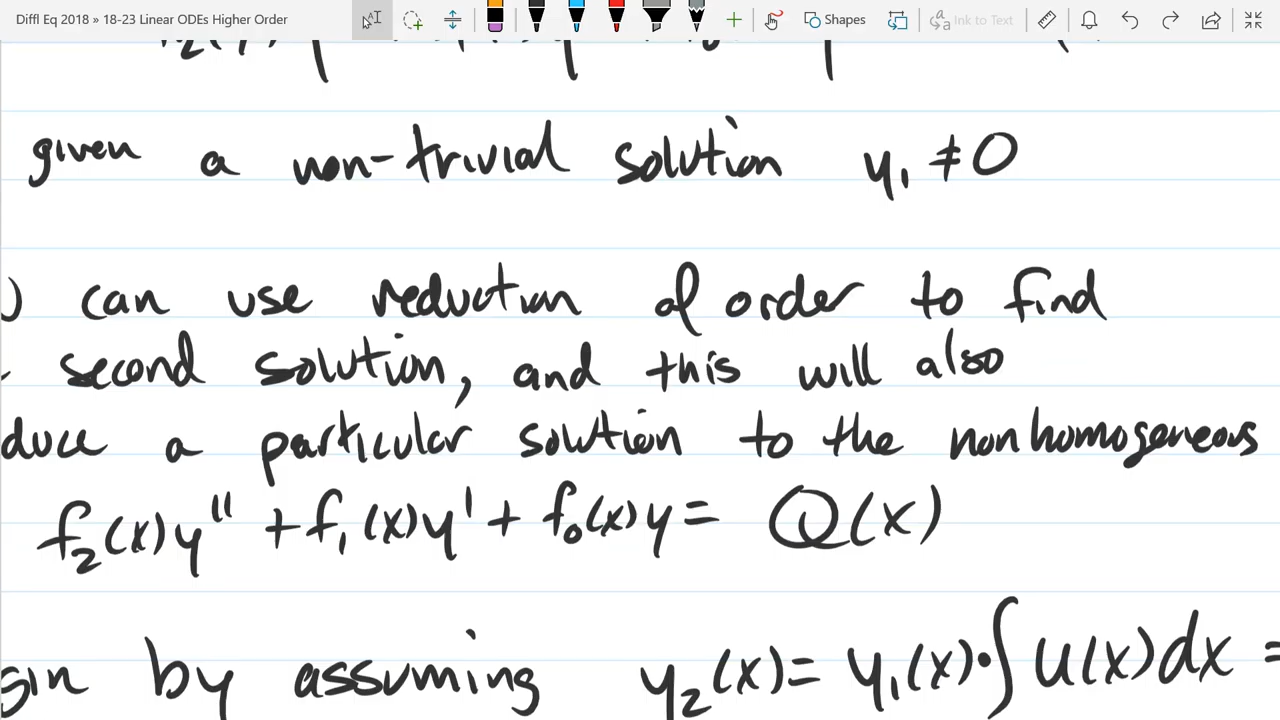 Diffl Eq 2018 » 18-23 Linear ODEs Higher Order
Shapes
Ink to Text
given a non-trivial solution y₁ ≠ 0
) can use reduction of order to find
second solution, and this will also
duce a particular solution to the nonhomogeneous
f₂(x)y'' + f₁(x)y' + f₀(x)y = Q(x)
gin by assuming y₂(x) = y₁(x)·∫u(x)dx =